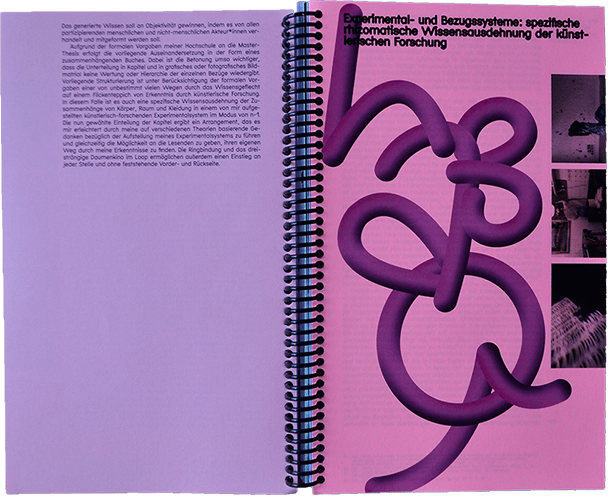 Das generierte Wissen soll an Objektivität gewinnen, indem es von allen
partizipierenden menschlichen und nicht-menschlichen Akteur*innen ver-
handelt und mitgeformt werden soll.
Aufgrund der formalen Vorgaben meiner Hochschule an die Master-
Thesis erfolgt die vorliegende Auseinandersetzung in der Form eines
zusammenhängenden Buches. Dabei ist die Betonung umso wichtiger,
dass die Unterteilung in Kapitel und in grafisches oder fotografisches Bild-
material keine Wertung oder Hierarchie der einzelnen Bezüge wiedergibt.
Vorliegende Strukturierung ist unter Berücksichtigung der formalen Vor-
gaben einer von unbestimmt vielen Wegen durch das Wissensgeflecht
auf einem Flickenteppich von Erkenntnis durch künstlerische Forschung.
In diesem Falle ist es auch eine spezifische Wissensausdehnung der Zu-
sammenhänge von Körper, Raum und Kleidung in einem von mir aufge-
stellten künstlerisch-forschenden Experimentalsystem im Modus von n-1.
Die nun gewählte Einteilung der Kapitel ergibt ein Arrangement, das es
mir erleichtert durch meine auf verschiedenen Theorien basierende Ge-
danken bezüglich der Aufstellung meines Experimentalsystems zu führen
und gleichzeitig die Möglichkeit an die Lesenden zu geben, ihren eigenen
Weg durch meine Erkenntnisse zu finden. Die Ringbindung und das drei-
strängige Daumenkino im Loop ermöglichen außerdem einen Einstieg an
jeder Stelle und ohne feststehende Vorder- und Rückseite.
Experimental- und Bezugssysteme: spezifische
rhizomatische Wissensausdehnung der künst-
lerischen Forschung